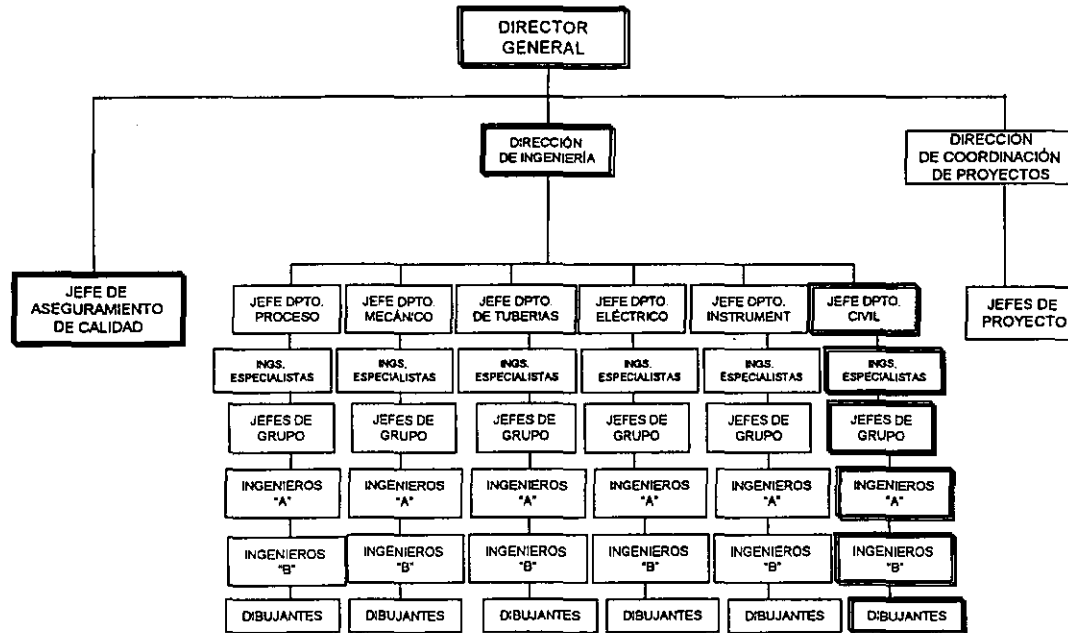 DIRECTOR
GENERAL
DIRECCIÓN
DE INGENIERÍA
DIRECCIÓN
DE COORDINACIÓN
DE PROYECTOS
JEFE DE
ASEGURAMIENTO
DE CALIDAD
JEFE DPTO.
PROCESO
JEFE DPTO.
MECÁNICO
JEFE DPTO.
DE TUBERIAS
JEFE DPTO.
ELÉCTRICO
JEFE DPTO.
INSTRUMENT
JEFE DPTO.
CIVIL
JEFES DE
PROYECTO
INGS.
ESPECIALISTAS
INGS.
ESPECIALISTAS
INGS.
ESPECIALISTAS
INGS.
ESPECIALISTAS
INGS.
ESPECIALISTAS
INGS.
ESPECIALISTAS
JEFES DE
GRUPO
JEFES DE
GRUPO
JEFES DE
GRUPO
JEFES DE
GRUPO
JEFES DE
GRUPO
JEFES DE
GRUPO
INGENIEROS
"A"
INGENIEROS
"A"
INGENIEROS
"A"
INGENIEROS
"A"
INGENIEROS
"A"
INGENIEROS
"A"
INGENIEROS
"B"
INGENIEROS
"B"
INGENIEROS
"B"
INGENIEROS
"B"
INGENIEROS
"B"
INGENIEROS
"B"
DIBUJANTES
DIBUJANTES
DIBUJANTES
DIBUJANTES
DIBUJANTES
DIBUJANTES